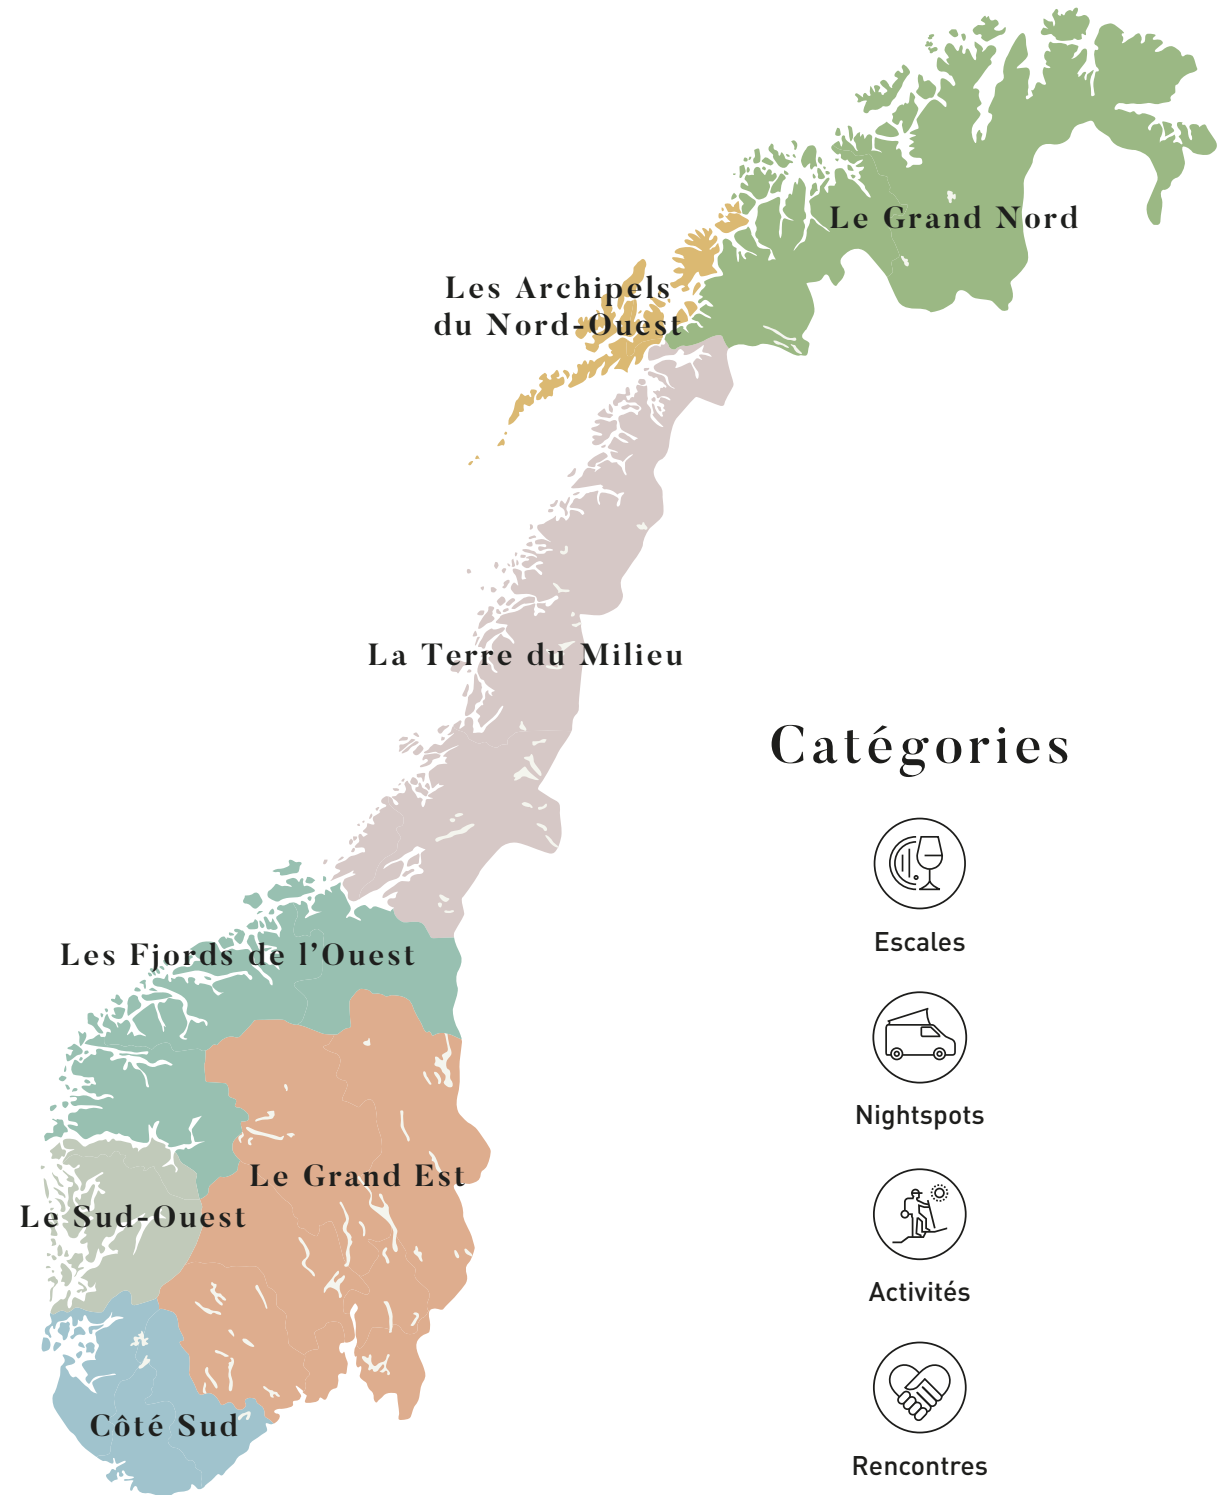 Le Grand Nord
Les Archipels
du Nord-Ouest
La Terre du Milieu
Catégories
Escales
Les Fjords de l’Ouest
Nightspots
Le Grand Est
Le Sud-Ouest
Activités
Côté Sud
Rencontres